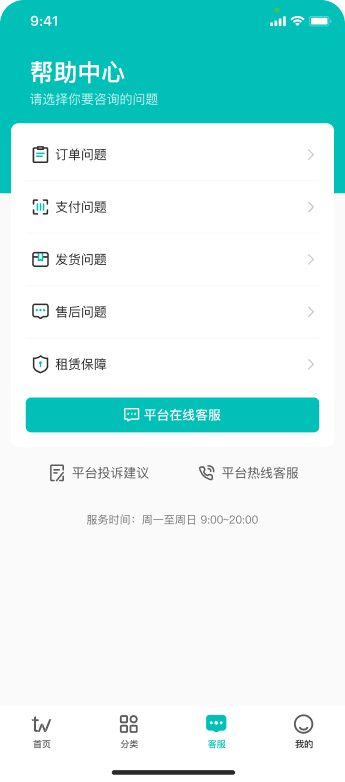 9:41
帮助中心
请选择你要咨询的问题
订单问题
支付问题
发货问题
售后问题
租赁保障
平台在线客服
平台投诉建议
平台热线客服
服务时间：周一至周日 9:00~20:00
首页
分类
客服
我的